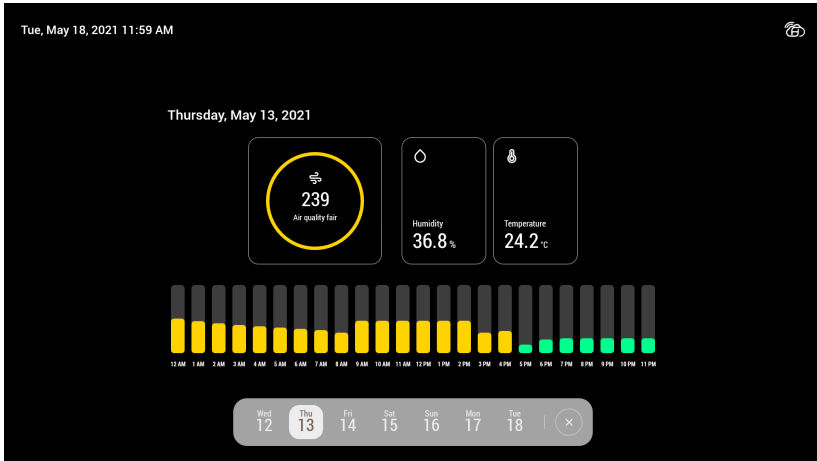 Tue, May 18, 2021 11:59 AM
Thursday, May 13, 2021
239
Air quality fair
Humidity
36.8 %
Temperature
24.2 °C
12 AM 1 AM 2 AM 3 AM 4 AM 5 AM 6 AM 7 AM 8 AM 9 AM 10 AM 11 AM 12 PM 1 PM 2 PM 3 PM 4 PM 5 PM 6 PM 7 PM 8 PM 9 PM 10 PM 11 PM
Wed Thu Fri Sat Sun Mon Tue
12 13 14 15 16 17 18